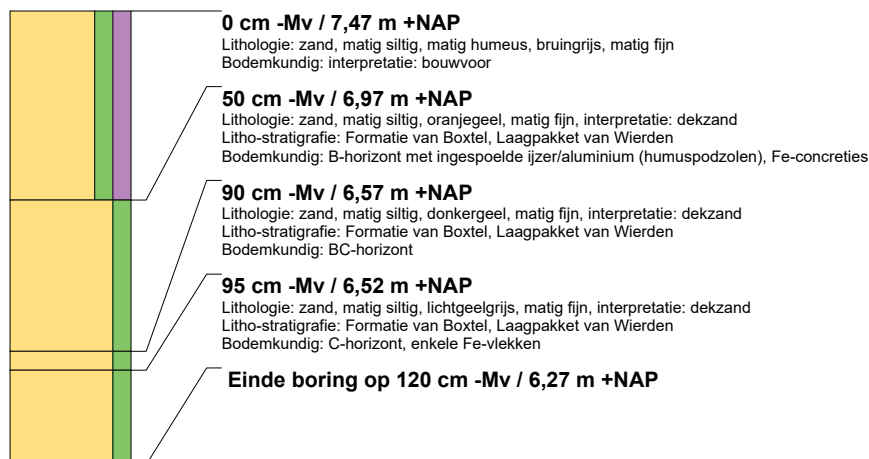 0 cm -Mv / 7,47 m +NAP
Lithologie: zand, matig siltig, matig humeus, bruingrijs, matig fijn
Bodemkundig: interpretatie: bouwvoor
50 cm -Mv / 6,97 m +NAP
Lithologie: zand, matig siltig, oranjegeel, matig fijn, interpretatie: dekzand
Litho-stratigrafie: Formatie van Boxtel, Laagpakket van Wierden
Bodemkundig: B-horizont met ingespoelde ijzer/aluminium (humuspodzolen), Fe-concreties
90 cm -Mv / 6,57 m +NAP
Lithologie: zand, matig siltig, donkergeel, matig fijn, interpretatie: dekzand
Litho-stratigrafie: Formatie van Boxtel, Laagpakket van Wierden
Bodemkundig: BC-horizont
95 cm -Mv / 6,52 m +NAP
Lithologie: zand, matig siltig, lichtgeelgrijs, matig fijn, interpretatie: dekzand
Litho-stratigrafie: Formatie van Boxtel, Laagpakket van Wierden
Bodemkundig: C-horizont, enkele Fe-vlekken
Einde boring op 120 cm -Mv / 6,27 m +NAP